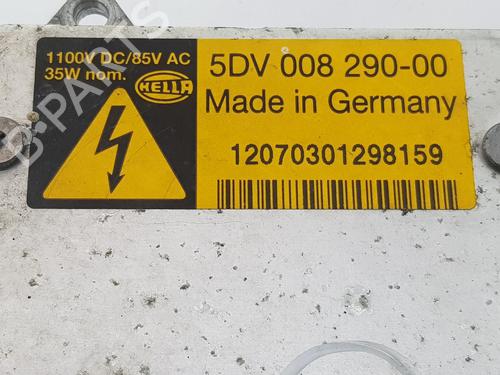 1100V DC/85V AC
35W nom.
HELLA
5DV 008 290-00
Made in Germany
12070301298159
B-PARTS